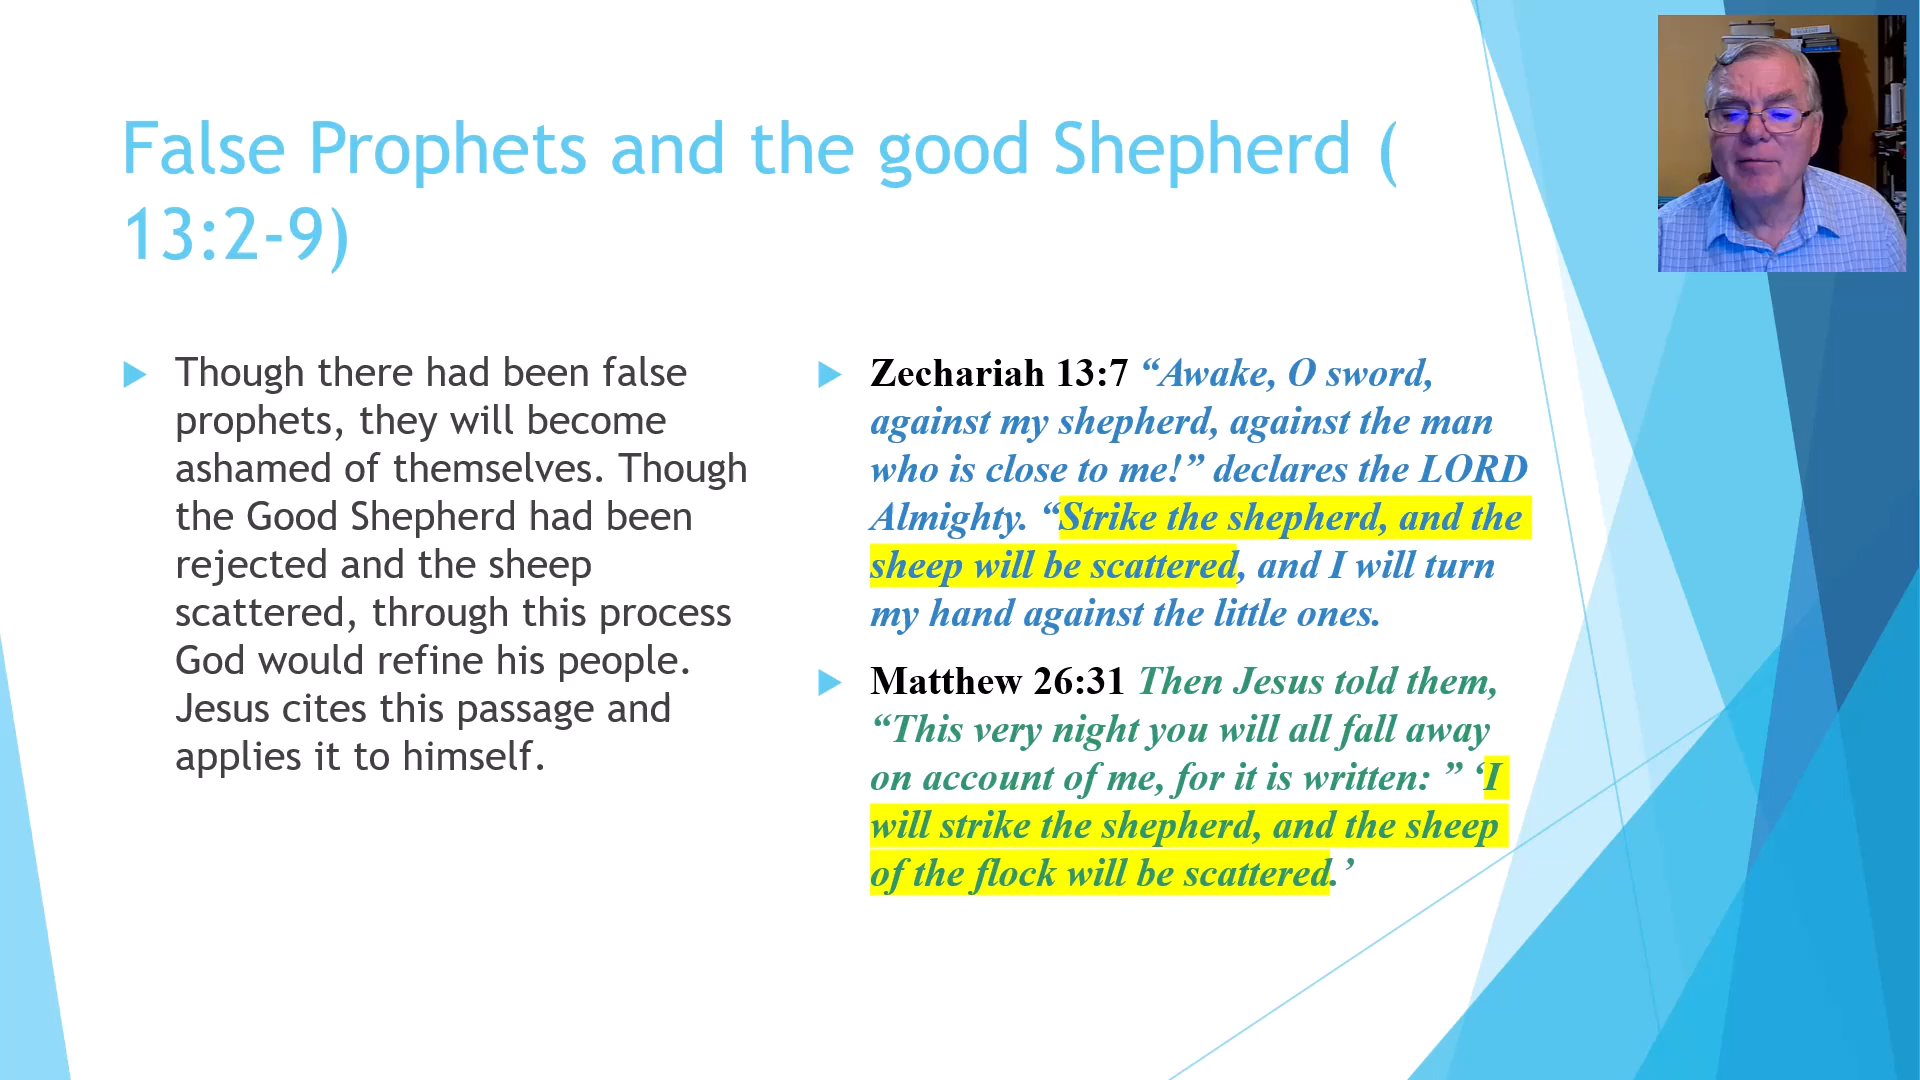 False Prophets and the good Shepherd (
13:2-9)
Though there had been false
prophets, they will become
ashamed of themselves. Though
the Good Shepherd had been
rejected and the sheep
scattered, through this process
God would refine his people.
Jesus cites this passage and
applies it to himself.
Zechariah 13:7 “Awake, O sword,
against my shepherd, against the man
who is close to me!” declares the LORD
Almighty. “Strike the shepherd, and the
sheep will be scattered, and I will turn
my hand against the little ones.
Matthew 26:31 Then Jesus told them,
“This very night you will all fall away
on account of me, for it is written: ” ‘I
will strike the shepherd, and the sheep
of the flock will be scattered.’